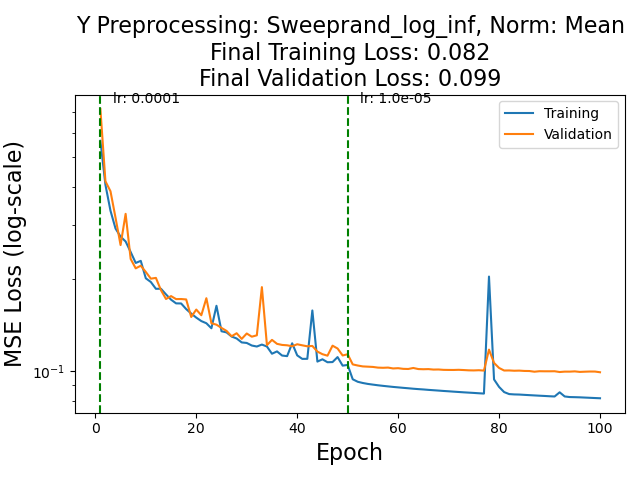 Y Preprocessing: Sweeprand_log_inf, Norm: Mean
Final Training Loss: 0.082
Final Validation Loss: 0.099
lr: 0.0001
lr: 1.0e-05
Training
Validation
MSE Loss (log-scale)
10⁻¹
0 20 40 60 80 100
Epoch